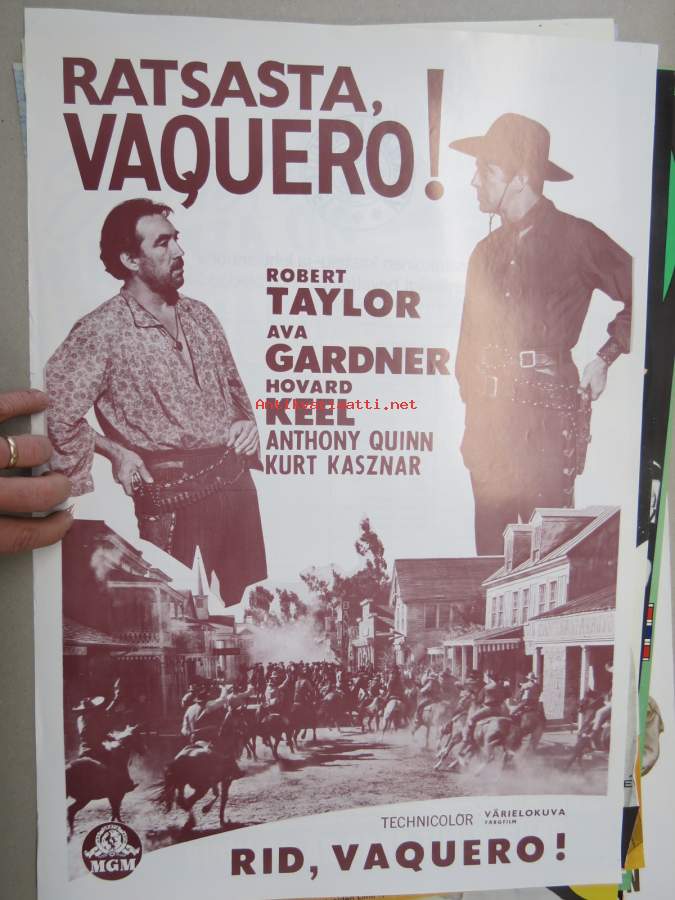 RATSASTA,
VAQUERO!
ROBERT
TAYLOR
AVA
GARDNER
HOVARD
KEEL
Antikvariaatti.net
ANTHONY QUINN
KURT KASZNAR
TECHNICOLOR VÄRIELOKUVA
FÄRGFILM
MGM
RID, VAQUERO!